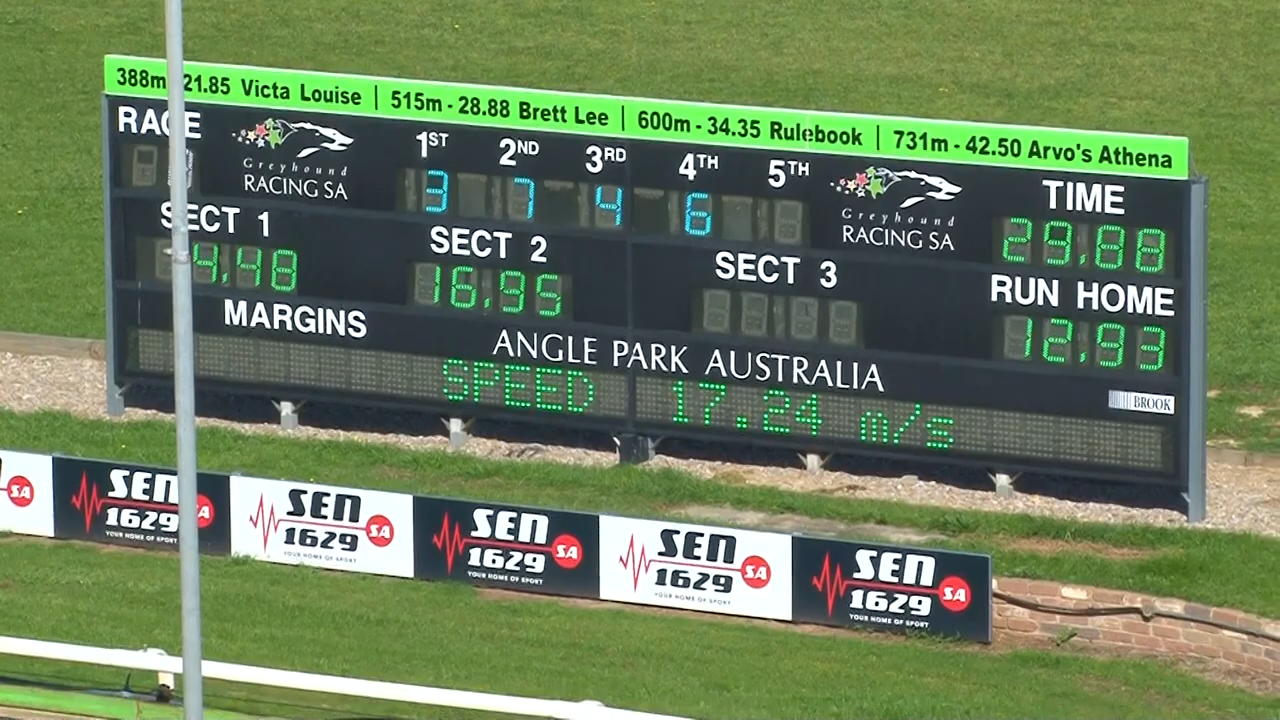 388m 21.85 Victa Louise | 515m - 28.88 Brett Lee | 600m - 34.35 Rulebook | 731m - 42.50 Arvo's Athena
RACE
Greyhound
RACING SA
1ST 2ND 3RD 4TH 5TH
3 7 4 6
Greyhound
RACING SA
TIME
29.88
SECT 1
4.48
SECT 2
16.95
SECT 3
RUN HOME
12.93
MARGINS
ANGLE PARK AUSTRALIA
SPEED 17.24 m/s
BROOK
SA
SEN
1629
SA
SEN
1629
SA
YOUR HOME OF SPORT
SEN
1629
SA
YOUR HOME OF SPORT
SEN
1629
SA
YOUR HOME OF SPORT
SEN
1629
SA
YOUR HOME OF SPORT